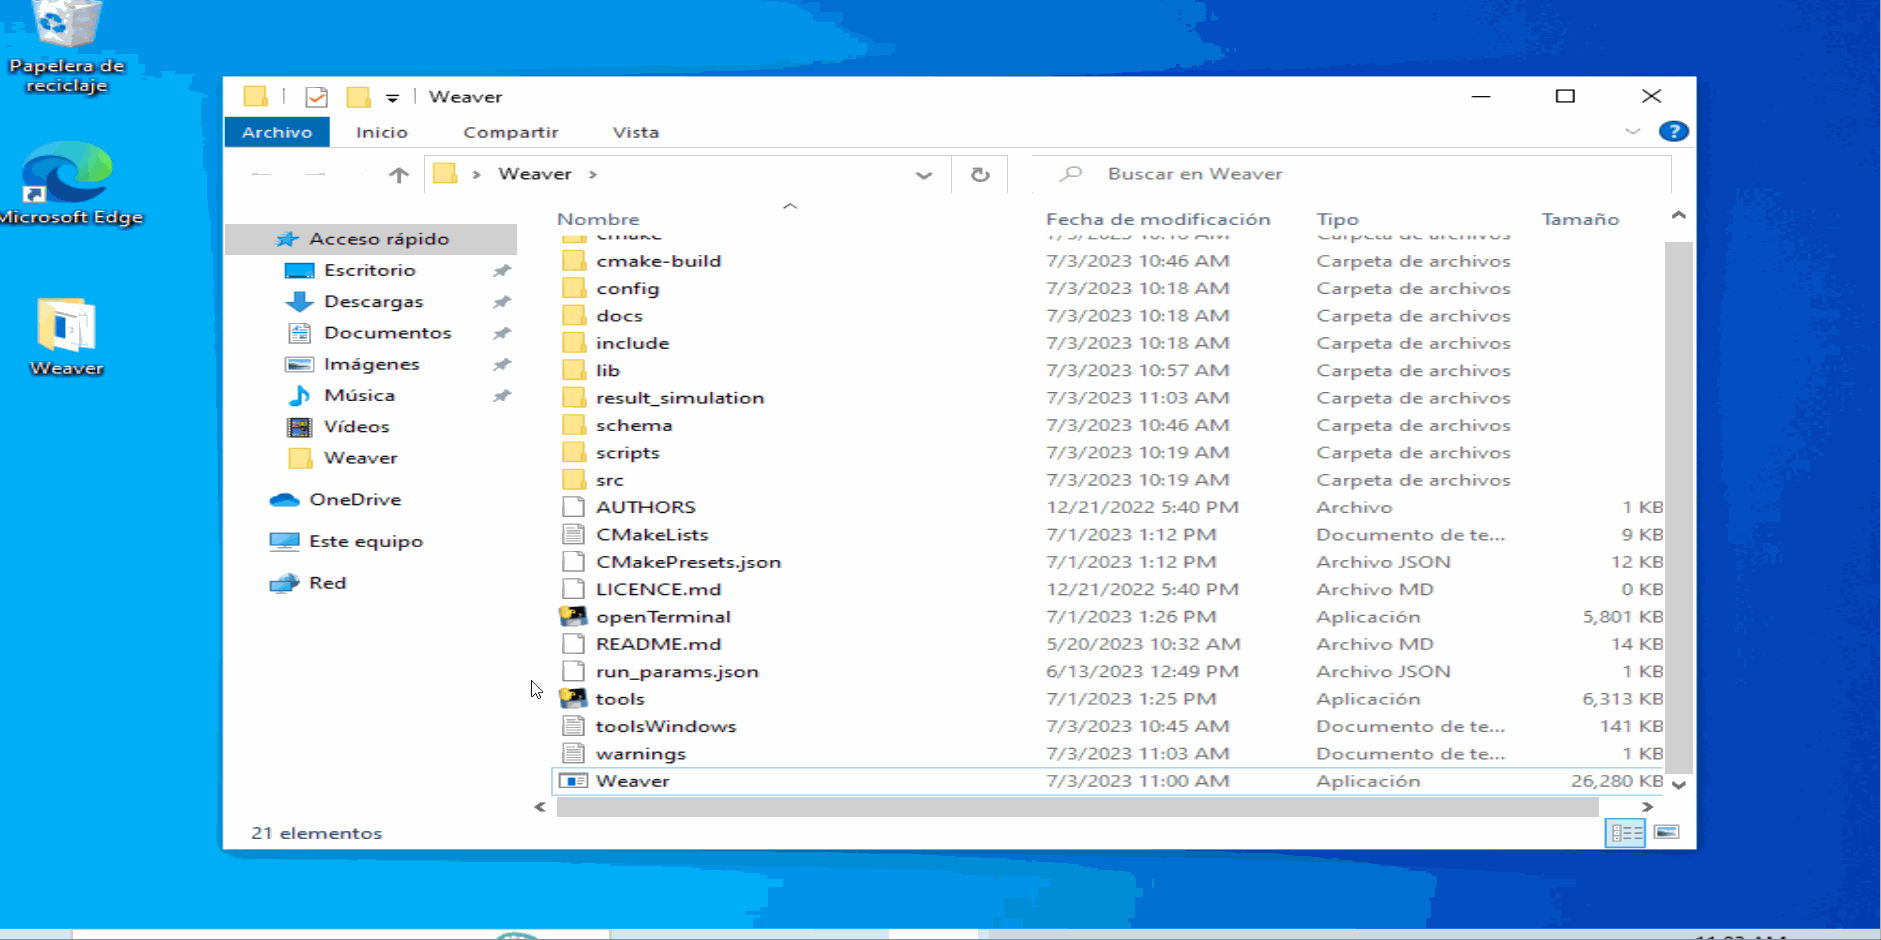 Papelera de
reciclaje
Microsoft Edge
Weaver
Weaver
Archivo Inicio Compartir Vista
Weaver
Buscar en Weaver
Acceso rápido
Escritorio
Descargas
Documentos
Imágenes
Música
Vídeos
Weaver
OneDrive
Este equipo
Red
Nombre Fecha de modificación Tipo Tamaño
cmake 7/3/2023 10:18 AM Carpeta de archivos
cmake-build 7/3/2023 10:46 AM Carpeta de archivos
config 7/3/2023 10:18 AM Carpeta de archivos
docs 7/3/2023 10:18 AM Carpeta de archivos
include 7/3/2023 10:18 AM Carpeta de archivos
lib 7/3/2023 10:57 AM Carpeta de archivos
result_simulation 7/3/2023 11:03 AM Carpeta de archivos
schema 7/3/2023 10:46 AM Carpeta de archivos
scripts 7/3/2023 10:19 AM Carpeta de archivos
src 7/3/2023 10:19 AM Carpeta de archivos
AUTHORS 12/21/2022 5:40 PM Archivo 1 KB
CMakeLists 7/1/2023 1:12 PM Documento de te... 9 KB
CMakePresets.json 7/1/2023 1:12 PM Archivo JSON 12 KB
LICENCE.md 12/21/2022 5:40 PM Archivo MD 0 KB
openTerminal 7/1/2023 1:26 PM Aplicación 5,801 KB
README.md 5/20/2023 10:32 AM Archivo MD 14 KB
run_params.json 6/13/2023 12:49 PM Archivo JSON 1 KB
tools 7/1/2023 1:25 PM Aplicación 6,313 KB
toolsWindows 7/3/2023 10:45 AM Documento de te... 141 KB
warnings 7/3/2023 11:03 AM Documento de te... 1 KB
Weaver 7/3/2023 11:00 AM Aplicación 26,280 KB
21 elementos